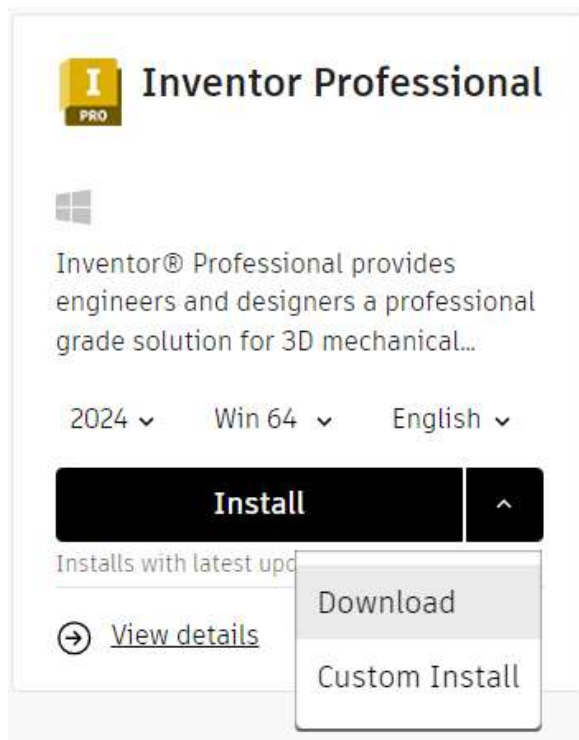 I
PRO
Inventor Professional
Inventor® Professional provides
engineers and designers a professional
grade solution for 3D mechanical...
2024 Win 64 English
Install
Installs with latest
Download
View details
Custom Install